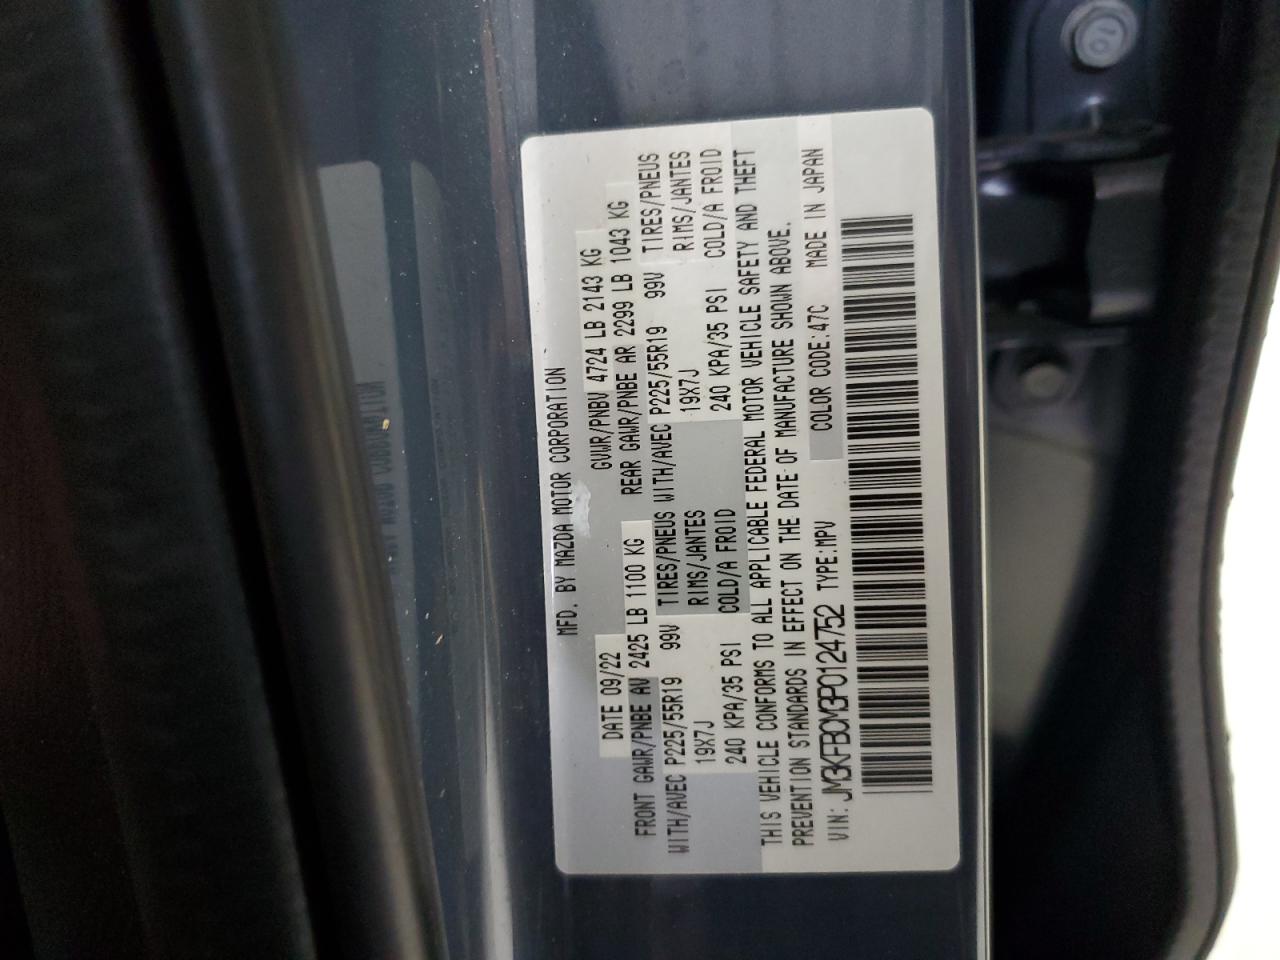 MFD. BY MAZDA MOTOR CORPORATION
DATE 09/22 GVWR/PNBV 4724 LB 2143 KG
FRONT GAWR/PNBE AV 2425 LB 1100 KG REAR GAWR/PNBE AR 2299 LB 1043 KG
WITH/AVEC P225/55R19 99V TIRES/PNEUS WITH/AVEC P225/55R19 99V TIRES/PNEUS
19X7J RIMS/JANTES 19X7J RIMS/JANTES
240 KPA/35 PSI COLD/A FROID 240 KPA/35 PSI COLD/A FROID
THIS VEHICLE CONFORMS TO ALL APPLICABLE FEDERAL MOTOR VEHICLE SAFETY AND THEFT
PREVENTION STANDARDS IN EFFECT ON THE DATE OF MANUFACTURE SHOWN ABOVE.
VIN: JM3KFBCM3P0124752 TYPE:MPV COLOR CODE:47C MADE IN JAPAN
10